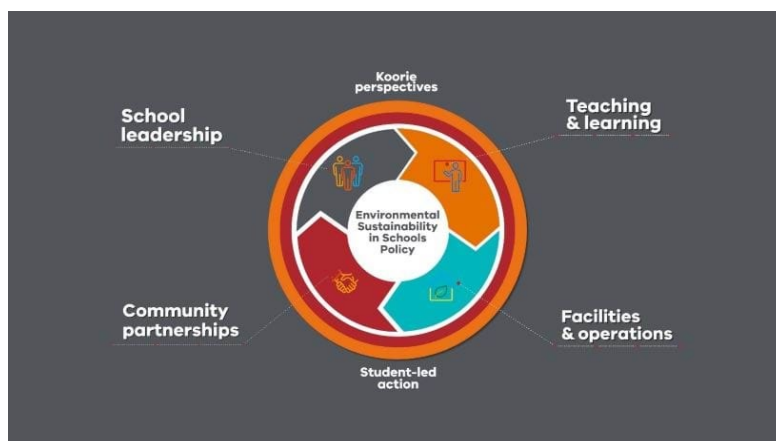 Koorie
perspectives
School
leadership
Teaching
& learning
Environmental
Sustainability
in Schools
Policy
Community
partnerships
Facilities
& operations
Student-led
action